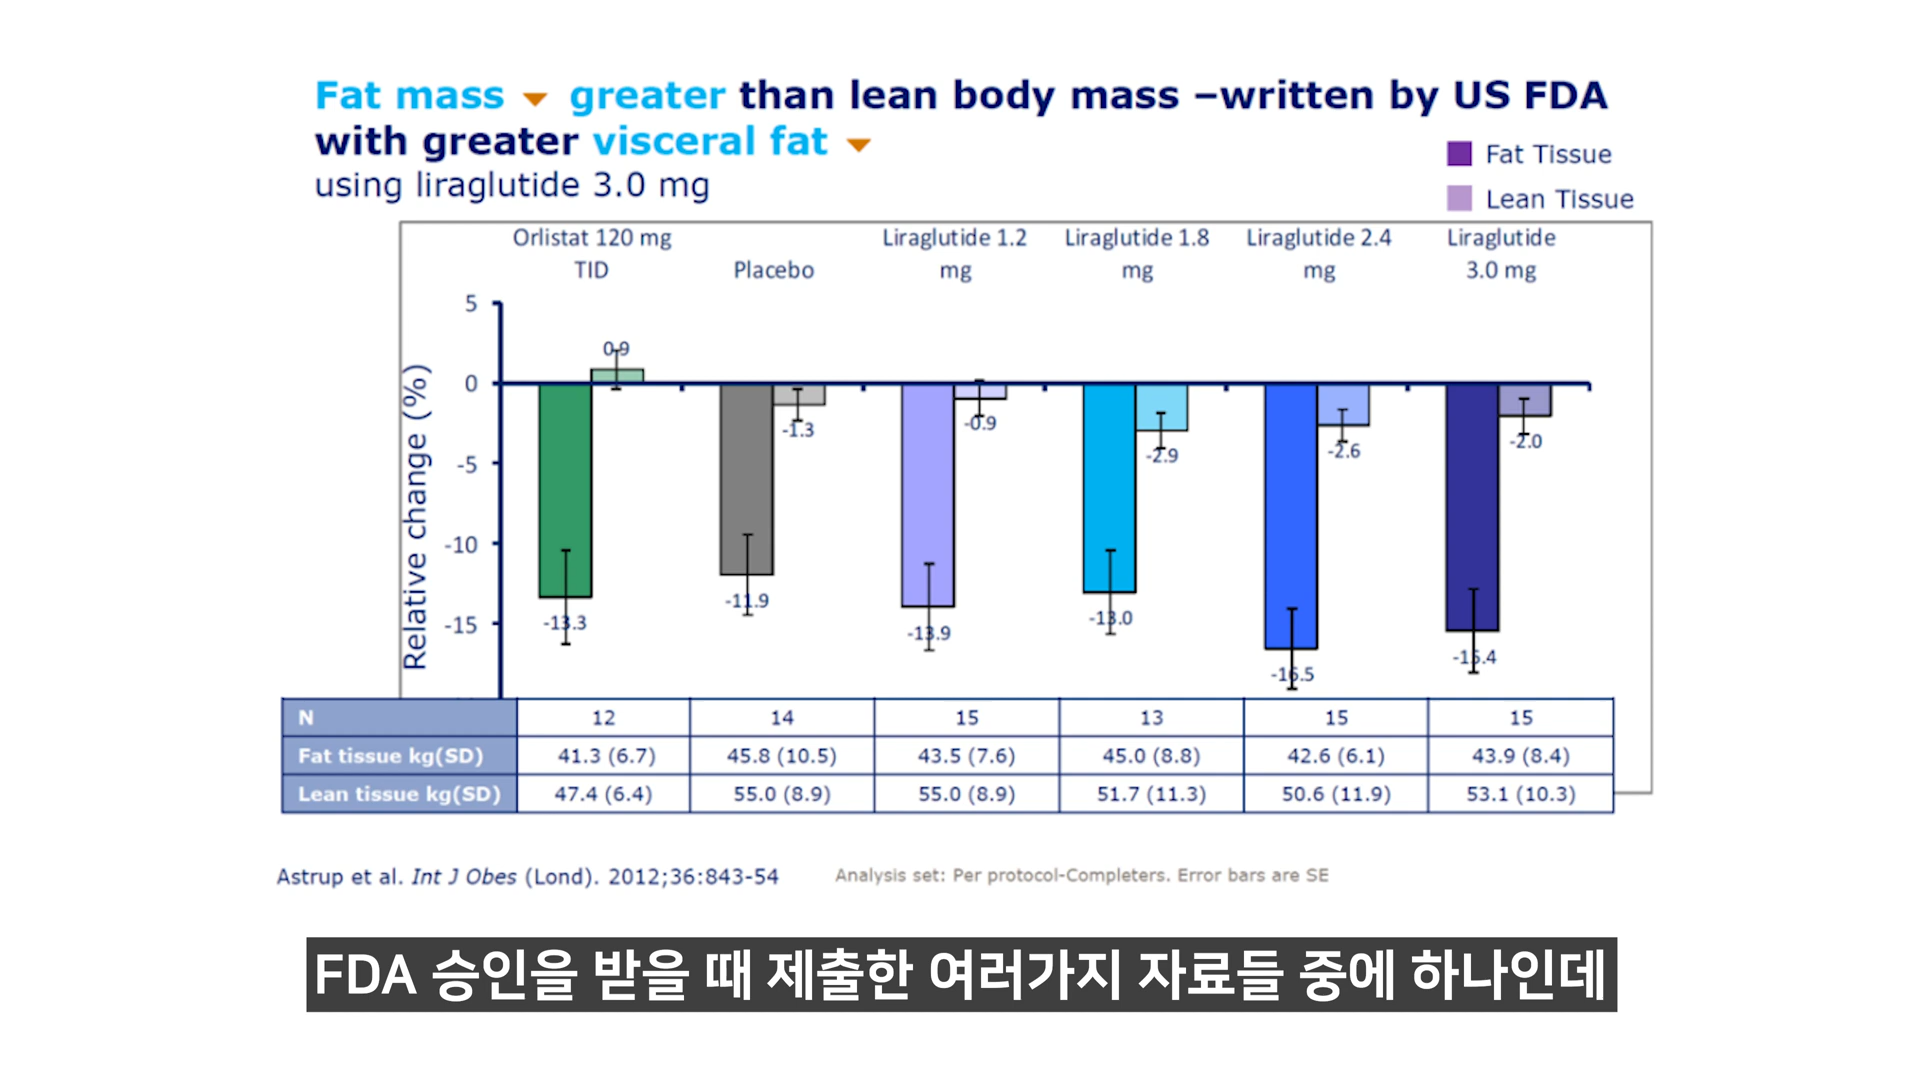 Fat mass ▼ greater than lean body mass –written by US FDA
with greater visceral fat ▼
using liraglutide 3.0 mg
Fat Tissue
Lean Tissue
Orlistat 120 mg TID
Placebo
Liraglutide 1.2 mg
Liraglutide 1.8 mg
Liraglutide 2.4 mg
Liraglutide 3.0 mg
Relative change (%)
5
0
-5
-10
-15
0.9
-1.3
-0.9
-2.9
-2.6
-2.0
-13.3
-11.9
-13.9
-13.0
-16.5
-15.4
N 12 14 15 13 15 15
Fat tissue kg(SD) 41.3 (6.7) 45.8 (10.5) 43.5 (7.6) 45.0 (8.8) 42.6 (6.1) 43.9 (8.4)
Lean tissue kg(SD) 47.4 (6.4) 55.0 (8.9) 55.0 (8.9) 51.7 (11.3) 50.6 (11.9) 53.1 (10.3)
Astrup et al. Int J Obes (Lond). 2012;36:843-54
Analysis set: Per protocol-Completers. Error bars are SE
FDA 승인을 받을 때 제출한 여러가지 자료들 중에 하나인데